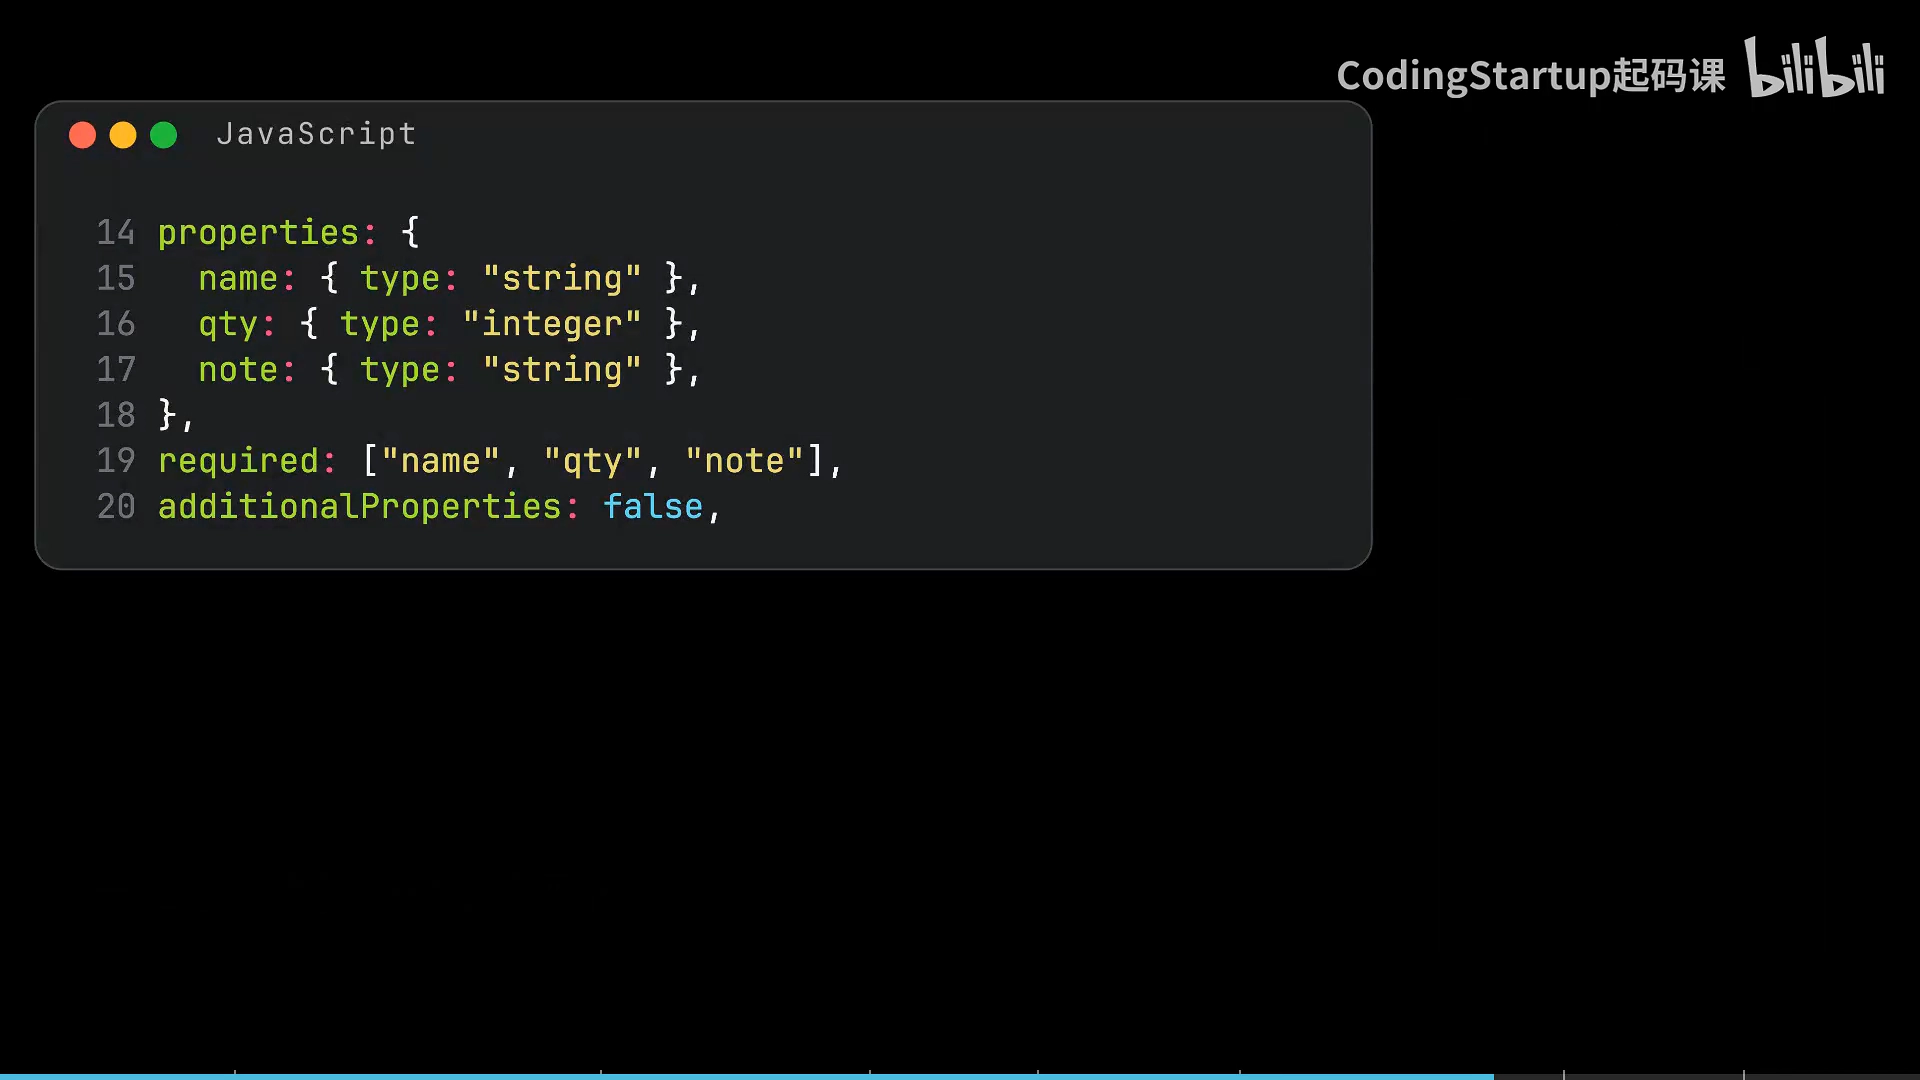 CodingStartup起码课 bilibili
JavaScript
14 properties: {
15   name: { type: "string" },
16   qty: { type: "integer" },
17   note: { type: "string" },
18 },
19 required: ["name", "qty", "note"],
20 additionalProperties: false,